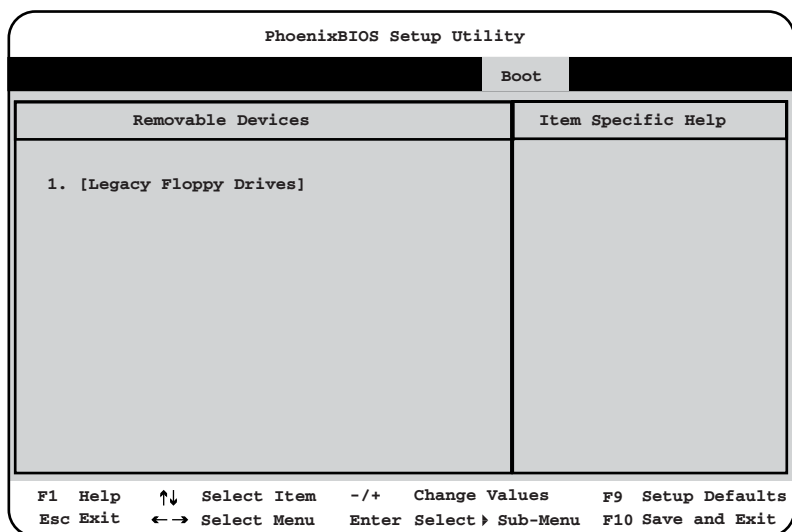 PhoenixBIOS Setup Utility
Boot
Removable Devices
Item Specific Help
1. [Legacy Floppy Drives]
F1 Help ↑↓ Select Item -/+ Change Values F9 Setup Defaults
Esc Exit ←→ Select Menu Enter Select ▸ Sub-Menu F10 Save and Exit